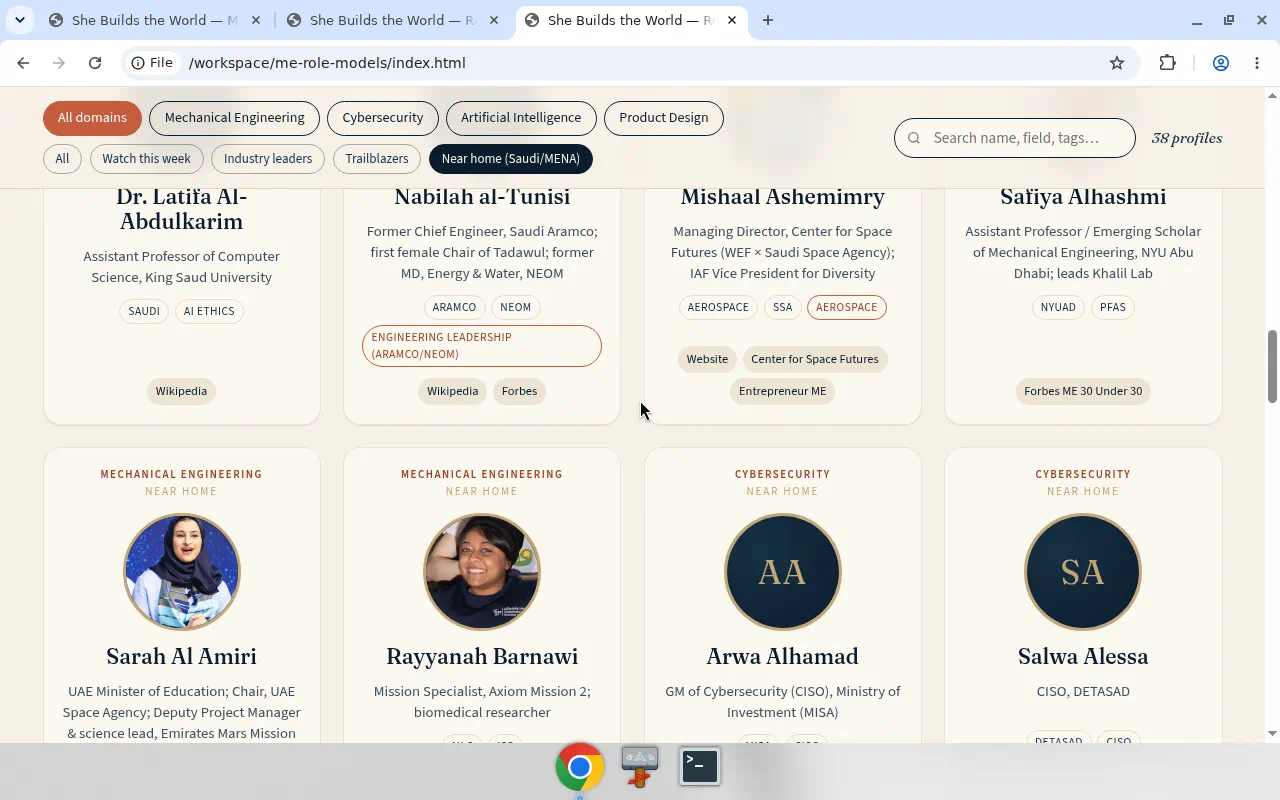 She Builds the World — M
She Builds the World — R
She Builds the World — R
File
/workspace/me-role-models/index.html
All domains
Mechanical Engineering
Cybersecurity
Artificial Intelligence
Product Design
Search name, field, tags…
38 profiles
All
Watch this week
Industry leaders
Trailblazers
Near home (Saudi/MENA)
Dr. Latifa Al-
Abdulkarim
Assistant Professor of Computer
Science, King Saud University
SAUDI
AI ETHICS
Wikipedia
Nabilah al-Tunisi
Former Chief Engineer, Saudi Aramco;
first female Chair of Tadawul; former
MD, Energy & Water, NEOM
ARAMCO
NEOM
ENGINEERING LEADERSHIP
(ARAMCO/NEOM)
Wikipedia
Forbes
Mishaal Ashemimry
Managing Director, Center for Space
Futures (WEF × Saudi Space Agency);
IAF Vice President for Diversity
AEROSPACE
SSA
AEROSPACE
Website
Center for Space Futures
Entrepreneur ME
Safiya Alhashmi
Assistant Professor / Emerging Scholar
of Mechanical Engineering, NYU Abu
Dhabi; leads Khalil Lab
NYUAD
PFAS
Forbes ME 30 Under 30
MECHANICAL ENGINEERING
NEAR HOME
Sarah Al Amiri
UAE Minister of Education; Chair, UAE
Space Agency; Deputy Project Manager
& science lead, Emirates Mars Mission
MECHANICAL ENGINEERING
NEAR HOME
Rayyanah Barnawi
Mission Specialist, Axiom Mission 2;
biomedical researcher
CYBERSECURITY
NEAR HOME
AA
Arwa Alhamad
GM of Cybersecurity (CISO), Ministry of
Investment (MISA)
MISA
CISO
CYBERSECURITY
NEAR HOME
SA
Salwa Alessa
CISO, DETASAD
DETASAD
CISO